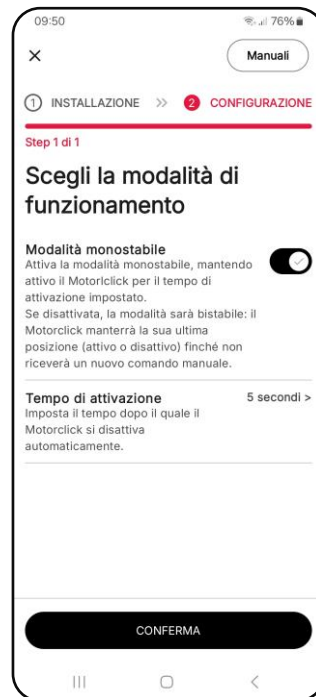 09:50 76%
Manuali
1 INSTALLAZIONE >> 2 CONFIGURAZIONE
Step 1 di 1
Scegli la modalità di
funzionamento
Modalità monostabile
Attiva la modalità monostabile, mantendo
attivo il Motorlclick per il tempo di
attivazione impostato.
Se disattivata, la modalità sarà bistabile: il
Motorclick manterrà la sua ultima
posizione (attivo o disattivo) finché non
riceverà un nuovo comando manuale.
Tempo di attivazione 5 secondi >
Imposta il tempo dopo il quale il
Motorclick si disattiva
automaticamente.
CONFERMA